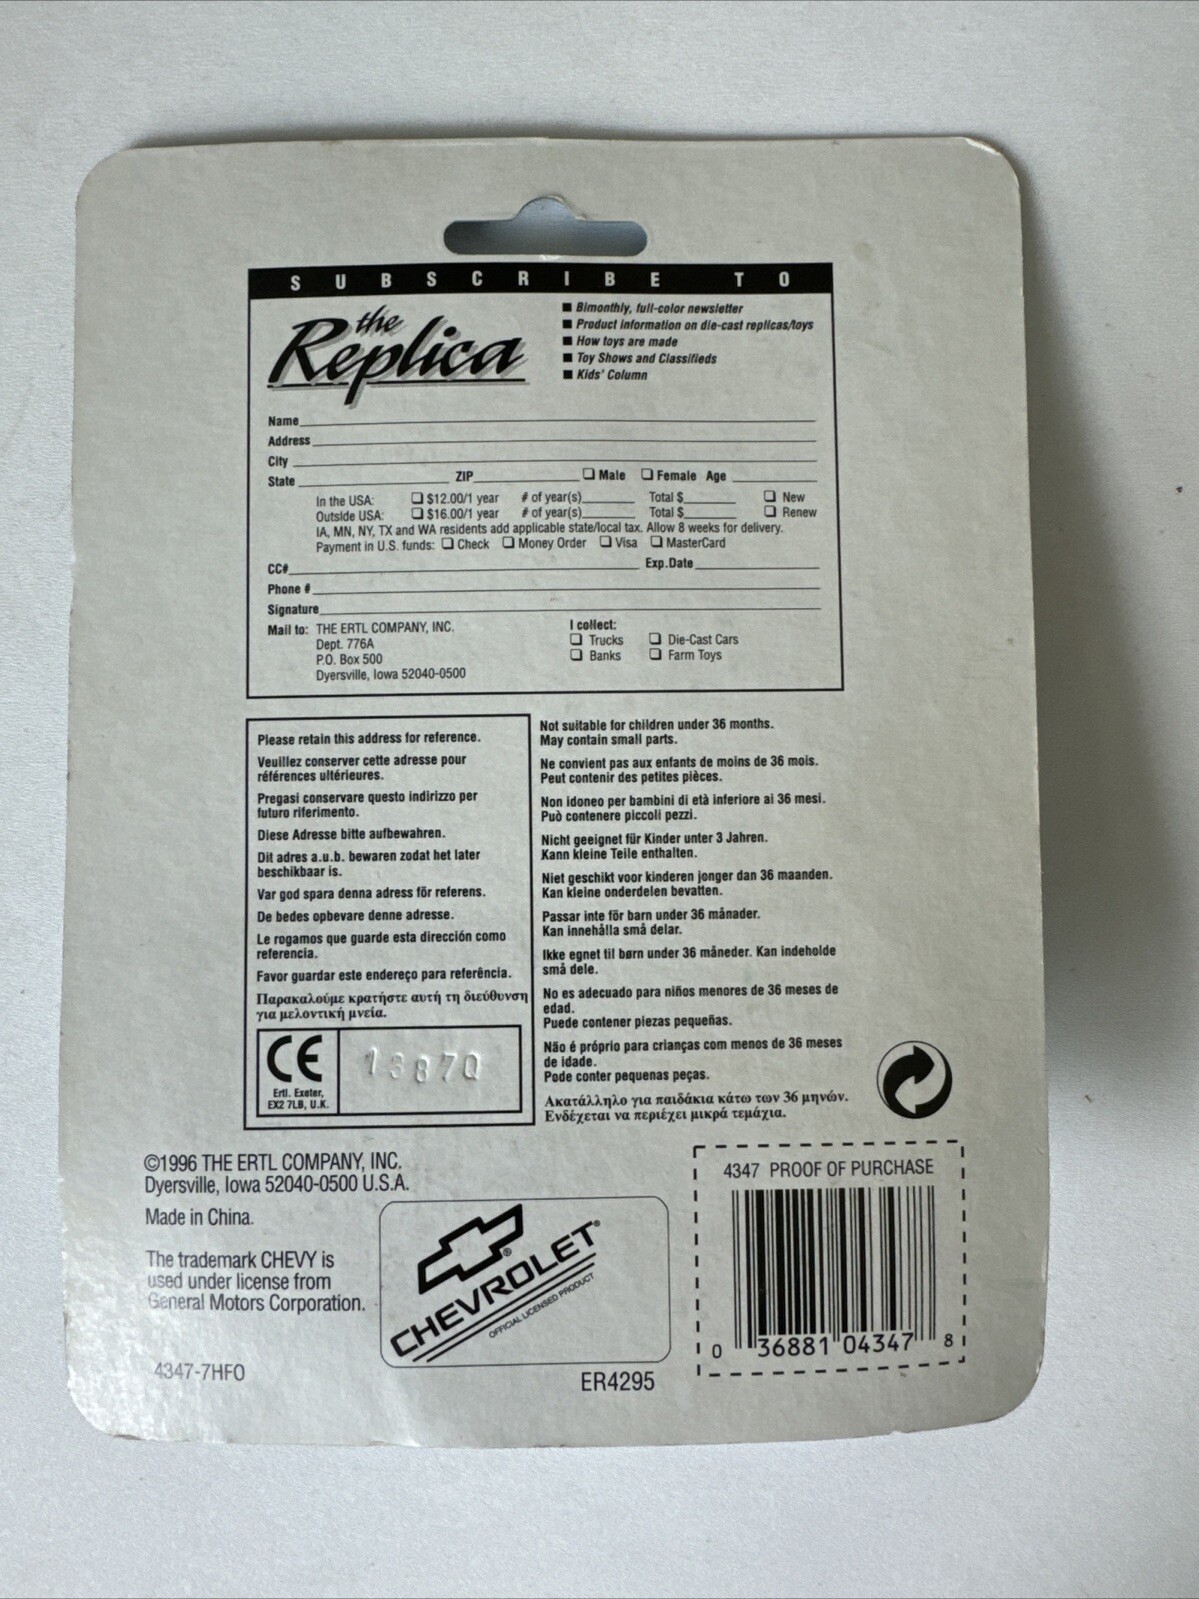 SUBSCRIBE TO
the
Replica
■ Bimonthly, full-color newsletter
■ Product information on die-cast replicas/toys
■ How toys are made
■ Toy Shows and Classifieds
■ Kids' Column
Name
Address
City
State ZIP ❏ Male ❏ Female Age
In the USA: ❏ $12.00/1 year # of year(s) Total $ ❏ New
Outside USA: ❏ $16.00/1 year # of year(s) Total $ ❏ Renew
IA, MN, NY, TX and WA residents add applicable state/local tax. Allow 8 weeks for delivery.
Payment in U.S. funds: ❏ Check ❏ Money Order ❏ Visa ❏ MasterCard
CC# Exp.Date
Phone #
Signature
Mail to: THE ERTL COMPANY, INC.
Dept. 776A
P.O. Box 500
Dyersville, Iowa 52040-0500
I collect:
❏ Trucks ❏ Die-Cast Cars
❏ Banks ❏ Farm Toys
Please retain this address for reference.
Veuillez conserver cette adresse pour
références ultérieures.
Pregasi conservare questo indirizzo per
futuro riferimento.
Diese Adresse bitte aufbewahren.
Dit adres a.u.b. bewaren zodat het later
beschikbaar is.
Var god spara denna adress för referens.
De bedes opbevare denne adresse.
Le rogamos que guarde esta dirección como
referencia.
Favor guardar este endereço para referência.
Παρακαλούμε κρατήστε αυτή τη διεύθυνση
για μελοντική μνεία.
CE
Ertl. Exeter,
EX2 7LB, U.K.
13870
Not suitable for children under 36 months.
May contain small parts.
Ne convient pas aux enfants de moins de 36 mois.
Peut contenir des petites pièces.
Non idoneo per bambini di età inferiore ai 36 mesi.
Può contenere piccoli pezzi.
Nicht geeignet für Kinder unter 3 Jahren.
Kann kleine Teile enthalten.
Niet geschikt voor kinderen jonger dan 36 maanden.
Kan kleine onderdelen bevatten.
Passar inte för barn under 36 månader.
Kan innehålla små delar.
Ikke egnet til børn under 36 måneder. Kan indeholde
små dele.
No es adecuado para niños menores de 36 meses de
edad.
Puede contener piezas pequeñas.
Não é próprio para crianças com menos de 36 meses
de idade.
Pode conter pequenas peças.
Ακατάλληλο για παιδάκια κάτω των 36 μηνών.
Ενδέχεται να περιέχει μικρά τεμάχια.
©1996 THE ERTL COMPANY, INC.
Dyersville, Iowa 52040-0500 U.S.A.
Made in China.
The trademark CHEVY is
used under license from
General Motors Corporation.
4347-7HFO
®
CHEVROLET®
OFFICIAL LICENSED PRODUCT
ER4295
4347 PROOF OF PURCHASE
0 36881 04347 8